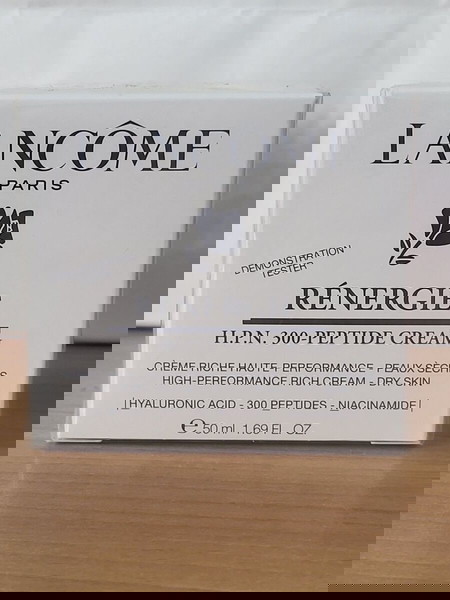 LANCÔME
PARIS
DEMONSTRATION
TESTER
RÉNERGIE
H.P.N. 300-PEPTIDE CREAM
CRÈME RICHE HAUTE PERFORMANCE - PEAUX SÈCHES
HIGH-PERFORMANCE RICH CREAM - DRY SKIN
HYALURONIC ACID - 300 PEPTIDES - NIACINAMIDE
50 ml 1.69 FL. OZ.